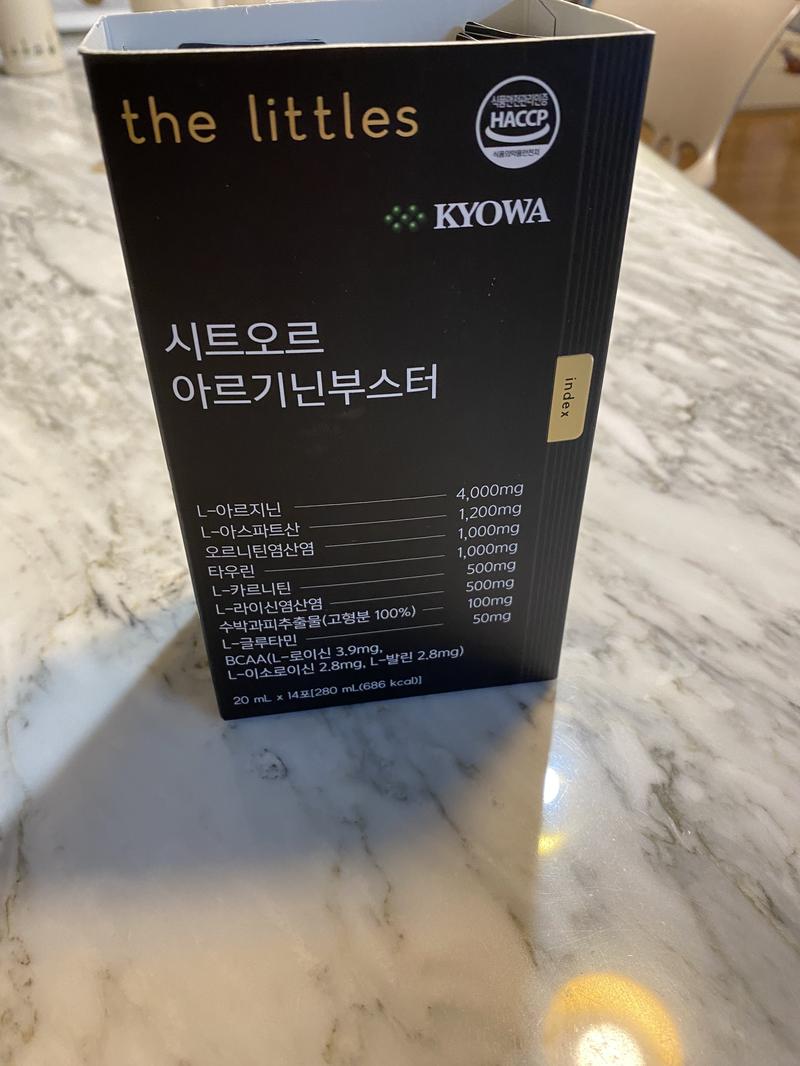 the littles
식품안전관리인증
HACCP
식품의약품안전처
KYOWA
시트오르
아르기닌부스터
index
L-아르지닌 4,000mg
L-아스파트산 1,200mg
오르니틴염산염 1,000mg
타우린 1,000mg
L-카르니틴 500mg
L-라이신염산염 500mg
수박과피추출물(고형분 100%) 100mg
L-글루타민 50mg
BCAA(L-로이신 3.9mg,
L-이소로이신 2.8mg, L-발린 2.8mg)
20 mL x 14포[280 mL(686 kcal)]